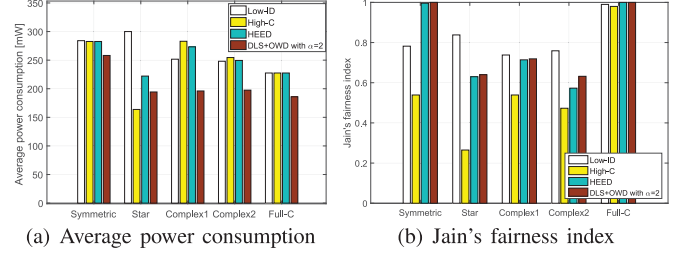 350
300
250
200
150
100
50
0
Average power consumption [mW]
Low-ID
High-C
HEED
DLS+OWD with α=2
Symmetric Star Complex1 Complex2 Full-C
(a) Average power consumption
1
0.8
0.6
0.4
0.2
0
Jain's fairness index
Low-ID
High-C
HEED
DLS+OWD with α=2
Symmetric Star Complex1 Complex2 Full-C
(b) Jain's fairness index